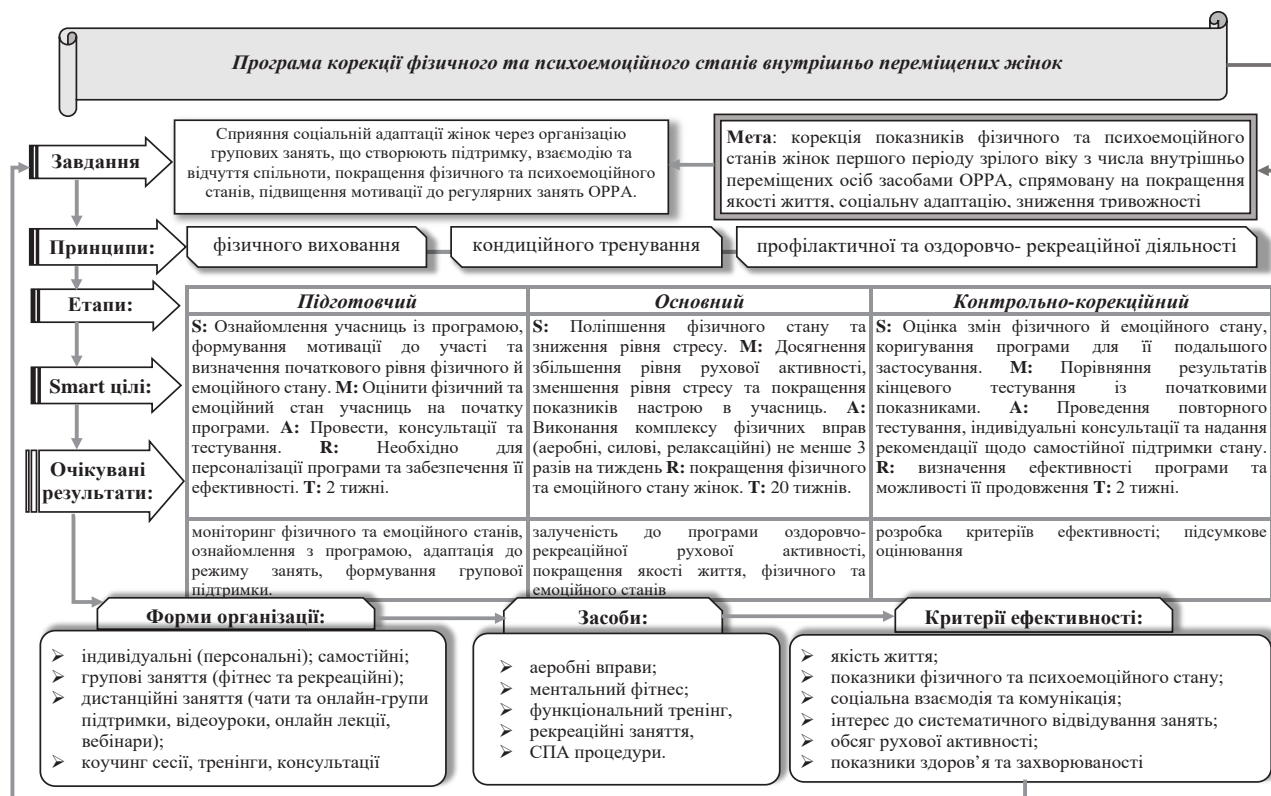 Програма корекції фізичного та психоемоційного станів внутрішньо переміщених жінок
Завдання
Сприяння соціальній адаптації жінок через організацію
групових занять, що створюють підтримку, взаємодію та
відчуття спільноти, покращення фізичного та психоемоційного
станів, підвищення мотивації до регулярних занять ОРРА.
Мета: корекція показників фізичного та психоемоційного
станів жінок першого періоду зрілого віку з числа внутрішньо
переміщених осіб засобами ОРРА, спрямовану на покращення
якості життя, соціальну адаптацію, зниження тривожності
Принципи:
фізичного виховання
кондиційного тренування
профілактичної та оздоровчо- рекреаційної діяльності
Етапи:
Підготовчий
Основний
Контрольно-корекційний
Smart цілі:
S: Ознайомлення учасниць із програмою,
формування мотивації до участі та
визначення початкового рівня фізичного й
емоційного стану. М: Оцінити фізичний та
емоційний стан учасниць на початку
програми. А: Провести, консультації та
тестування. R: Необхідно для
персоналізації програми та забезпечення її
ефективності. Т: 2 тижні.
S: Поліпшення фізичного стану та
зниження рівня стресу. М: Досягнення
збільшення рівня рухової активності,
зменшення рівня стресу та покращення
показників настрою в учасниць. А:
Виконання комплексу фізичних вправ
(аеробні, силові, релаксаційні) не менше 3
разів на тиждень R: покращення фізичного
та емоційного стану жінок. Т: 20 тижнів.
S: Оцінка змін фізичного й емоційного стану,
коригування програми для її подальшого
застосування. М: Порівняння результатів
кінцевого тестування із початковими
показниками. А: Проведення повторного
тестування, індивідуальні консультації та надання
рекомендації щодо самостійної підтримки стану.
R: визначення ефективності програми та
можливості її продовження Т: 2 тижні.
Очікувані
результати:
моніторинг фізичного та емоційного станів,
ознайомлення з програмою, адаптація до
режиму занять, формування групової
підтримки.
залученість до програми оздоровчо-
рекреаційної рухової активності,
покращення якості життя, фізичного та
емоційного станів
розробка критеріїв ефективності; підсумкове
оцінювання
Форми організації:
➢ індивідуальні (персональні); самостійні;
➢ групові заняття (фітнес та рекреаційні);
➢ дистанційні заняття (чати та онлайн-групи
підтримки, відеоуроки, онлайн лекції,
вебінари);
➢ коучинг сесії, тренінги, консультації
Засоби:
➢ аеробні вправи;
➢ ментальний фітнес;
➢ функціональний тренінг,
➢ рекреаційні заняття,
➢ СПА процедури.
Критерії ефективності:
➢ якість життя;
➢ показники фізичного та психоемоційного стану;
➢ соціальна взаємодія та комунікація;
➢ інтерес до систематичного відвідування занять;
➢ обсяг рухової активності;
➢ показники здоров'я та захворюваності